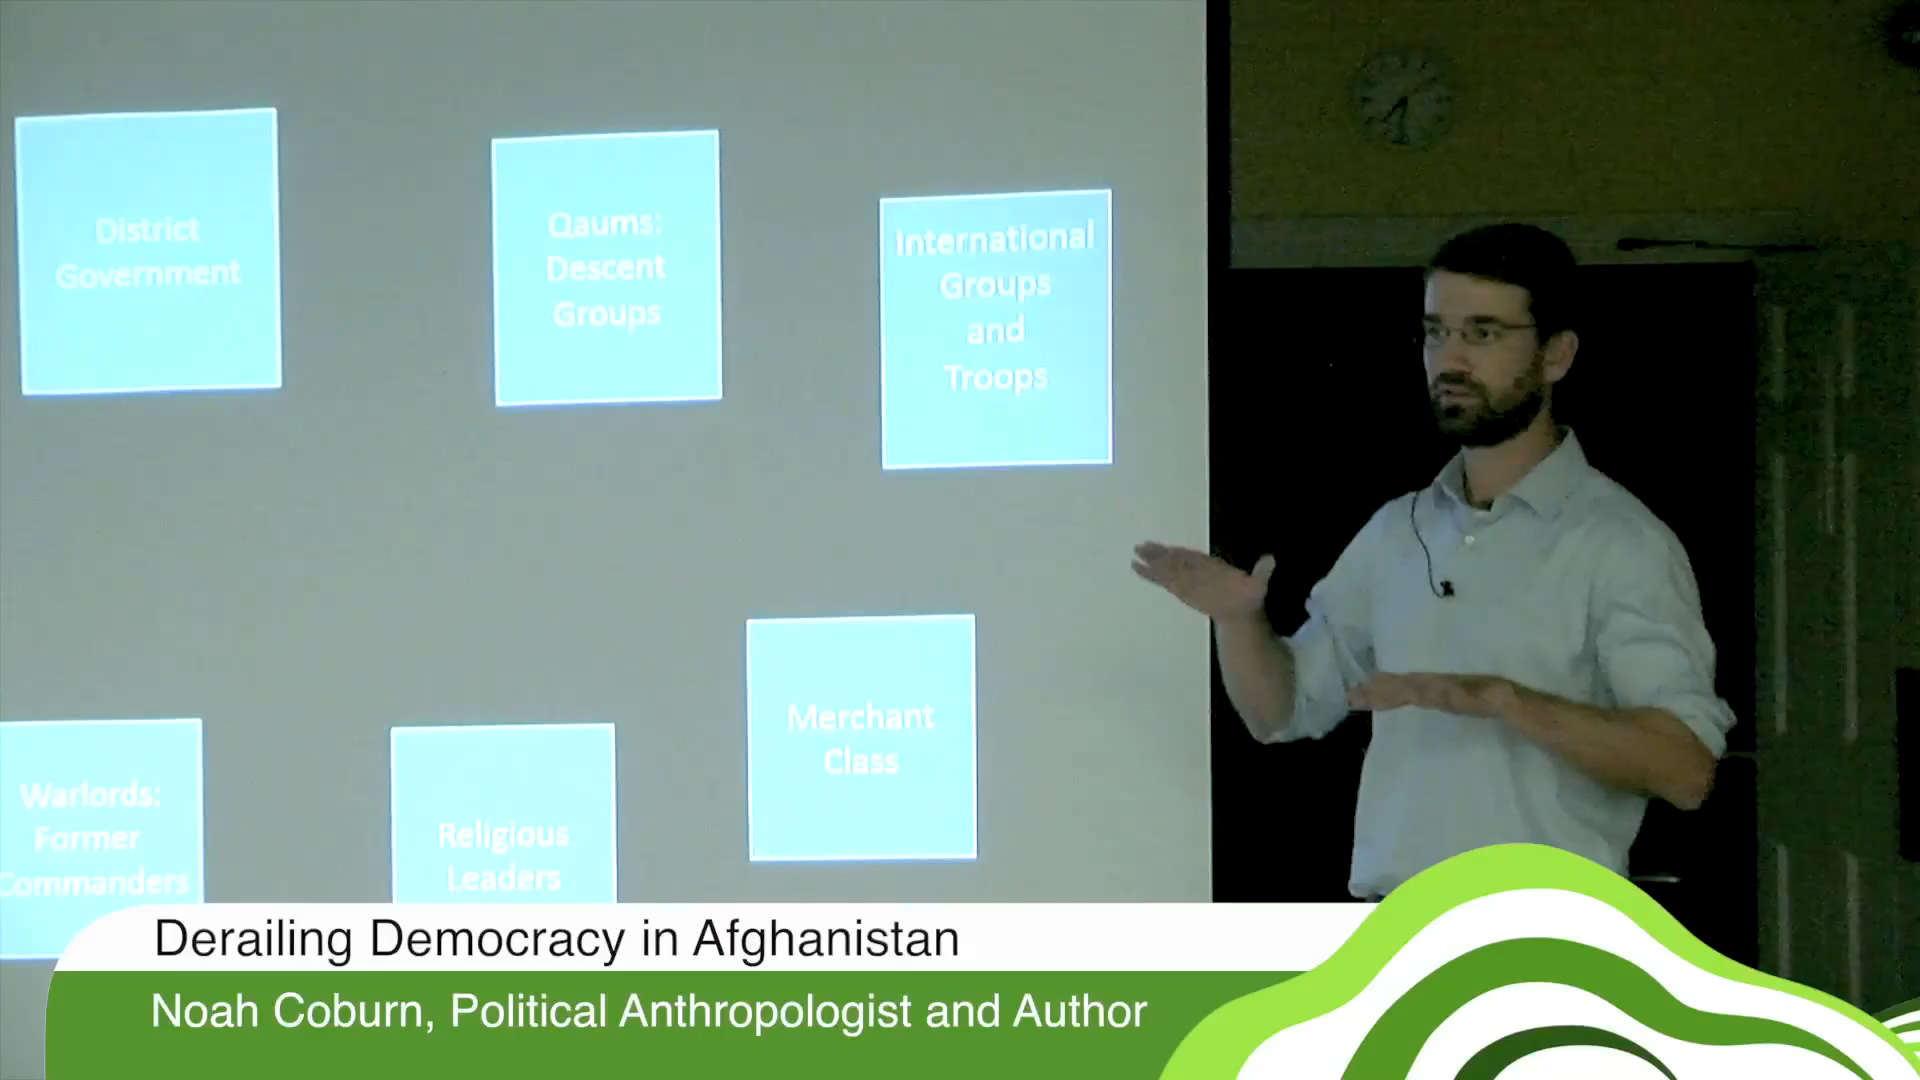 District
Government
Qaums:
Descent
Groups
International
Groups
and
Troops
Warlords:
Former
Commanders
Religious
Leaders
Merchant
Class
Derailing Democracy in Afghanistan
Noah Coburn, Political Anthropologist and Author